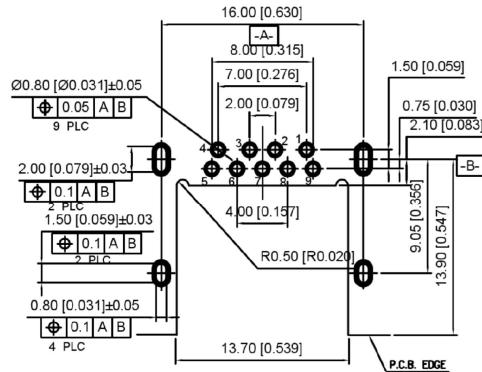 16.00 [0.630]
-A-
8.00 [0.315]
7.00 [0.276]
1.50 [0.059]
Ø0.80 [Ø0.031]±0.05
2.00 [0.079]
0.75 [0.030]
⌖ 0.05 A B
2.10 [0.083]
9 PLC
4 3 2 1
2.00 [0.079]±0.03
-B-
5 6 7 8 9
⌖ 0.1 A B
2 PLC
4.00 [0.157]
1.50 [0.059]±0.03
9.05 [0.356]
13.90 [0.547]
⌖ 0.1 A B
2 PLC
R0.50 [R0.020]
0.80 [0.031]±0.05
⌖ 0.1 A B
4 PLC
13.70 [0.539]
P.C.B. EDGE